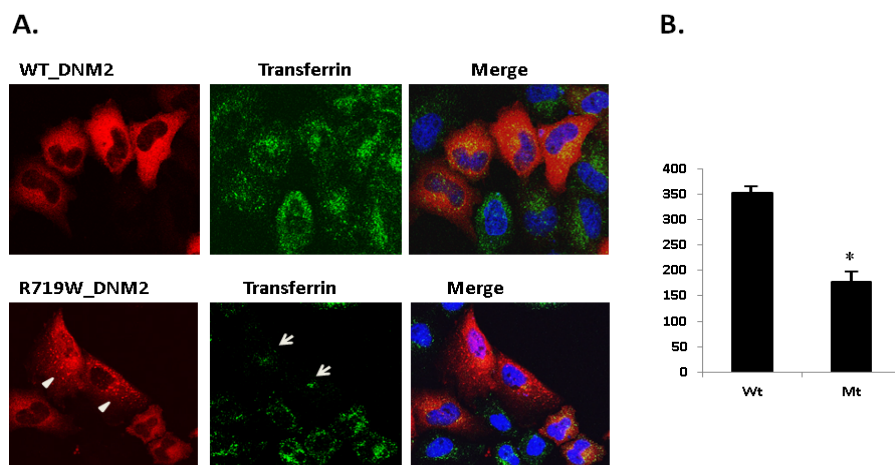 A.
WT_DNM2 Transferrin Merge
R719W_DNM2 Transferrin Merge
B.
400
350
300
250
200
150
100
50
0
*
Wt Mt